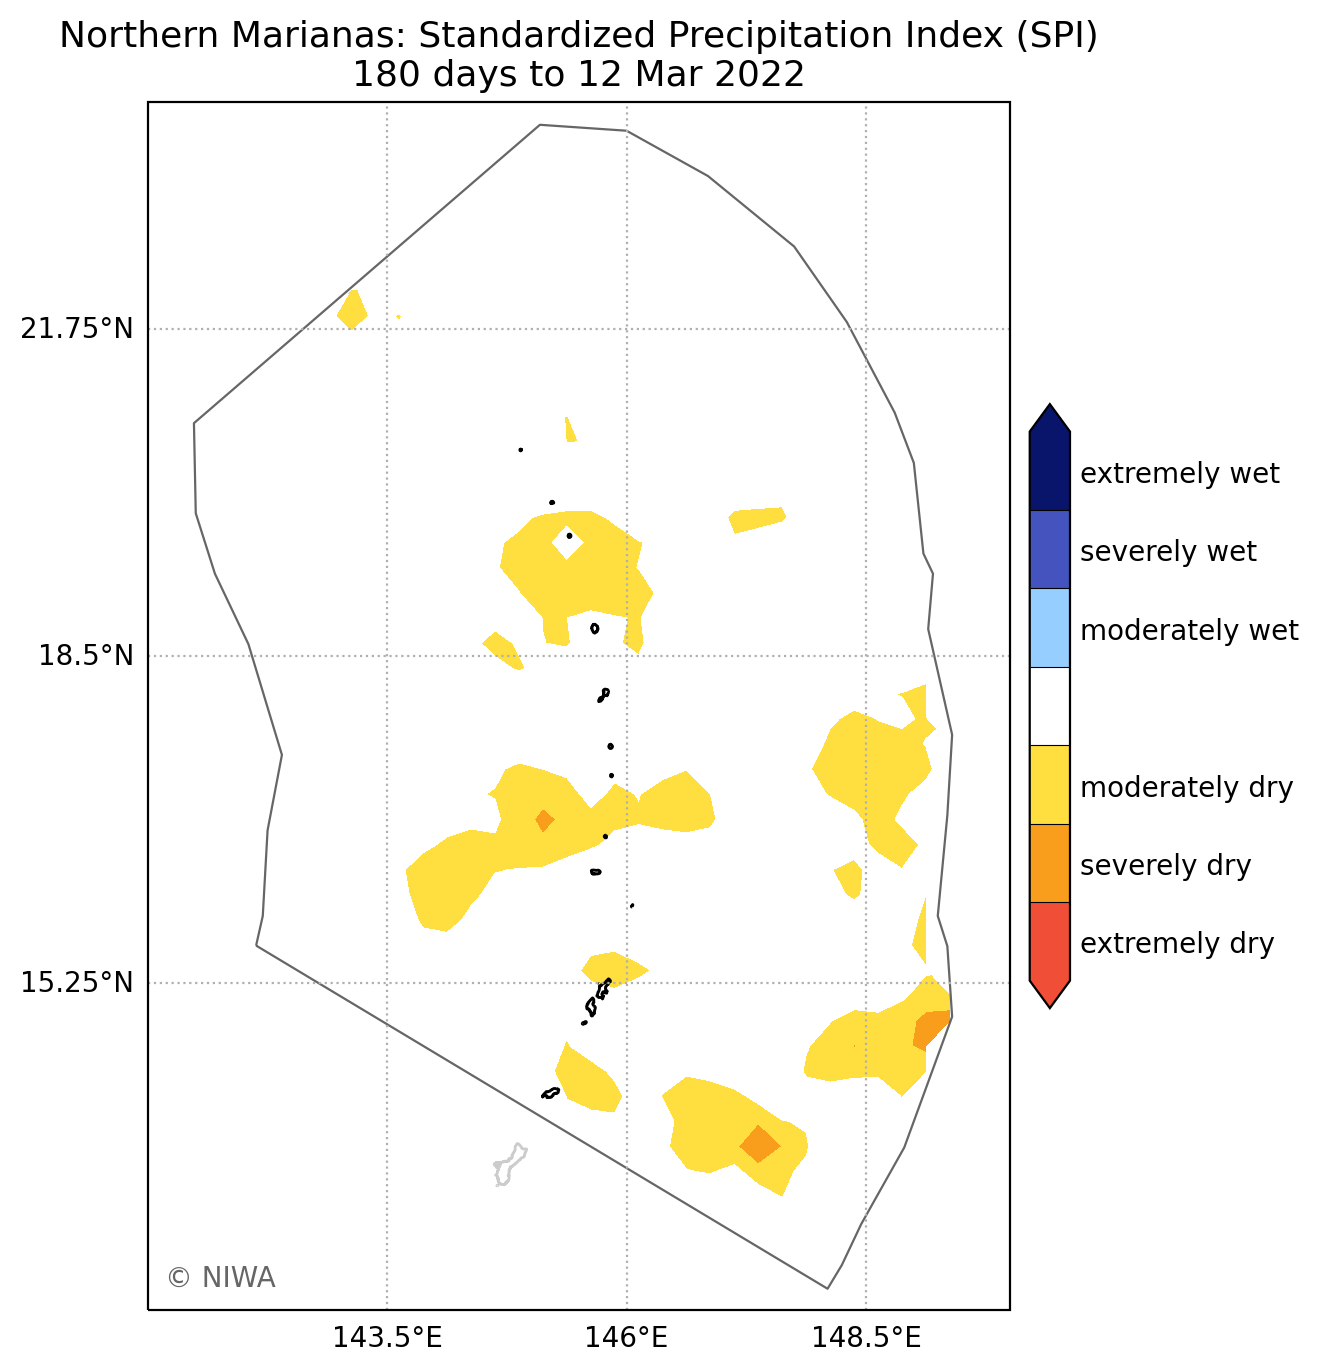 Northern Marianas: Standardized Precipitation Index (SPI)
180 days to 12 Mar 2022
21.75°N
18.5°N
15.25°N
143.5°E
146°E
148.5°E
extremely wet
severely wet
moderately wet
moderately dry
severely dry
extremely dry
© NIWA